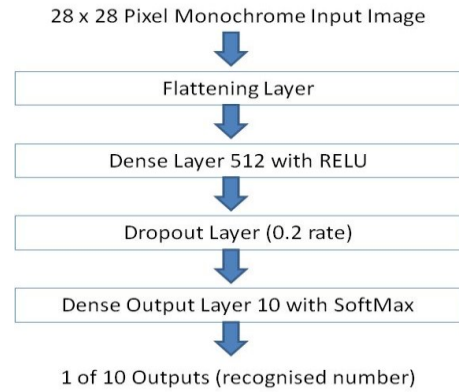 28 x 28 Pixel Monochrome Input Image
Flattening Layer
Dense Layer 512 with RELU
Dropout Layer (0.2 rate)
Dense Output Layer 10 with SoftMax
1 of 10 Outputs (recognised number)